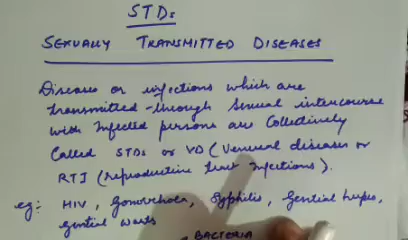 STDs
SEXUALLY TRANSMITTED DISEASES
Diseases or infections which are
transmitted through sexual intercourse
with infected persons are collectively
called STDs or VD (Venereal diseases or
RTI (reproductive tract infections).
eg: HIV, Gonorrhoea, Syphilis, Genital herpes,
genital warts
BACTERIA